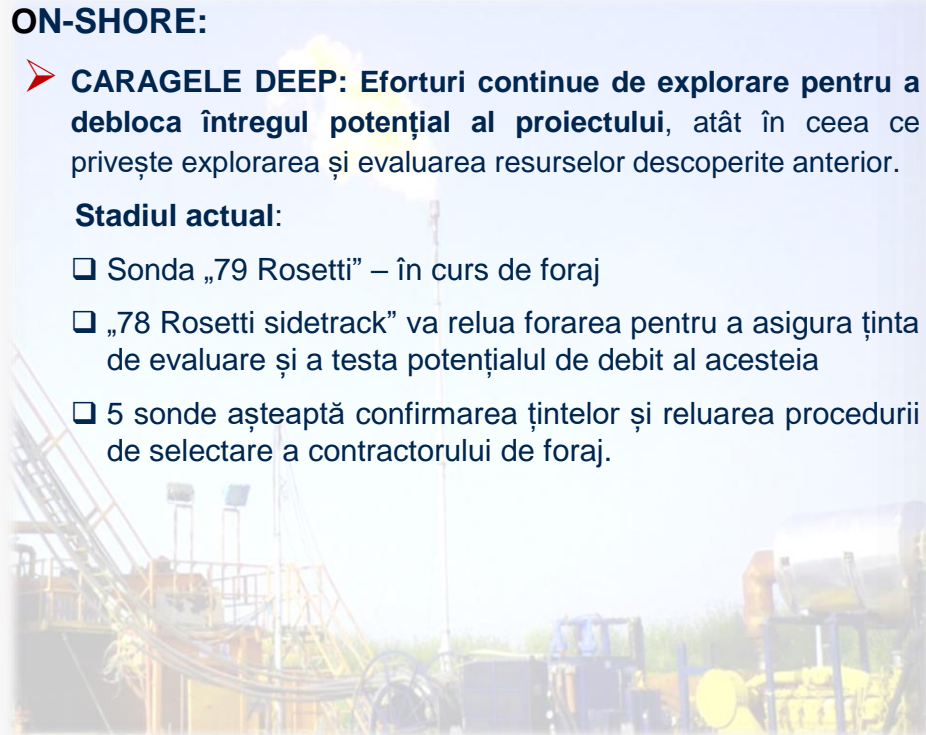 ON-SHORE:
➢ CARAGELE DEEP: Eforturi continue de explorare pentru a
debloca întregul potențial al proiectului, atât în ceea ce
privește explorarea și evaluarea resurselor descoperite anterior.
Stadiul actual:
❑ Sonda „79 Rosetti” – în curs de foraj
❑ „78 Rosetti sidetrack” va relua forarea pentru a asigura ținta
de evaluare și a testa potențialul de debit al acesteia
❑ 5 sonde așteaptă confirmarea țintelor și reluarea procedurii
de selectare a contractorului de foraj.